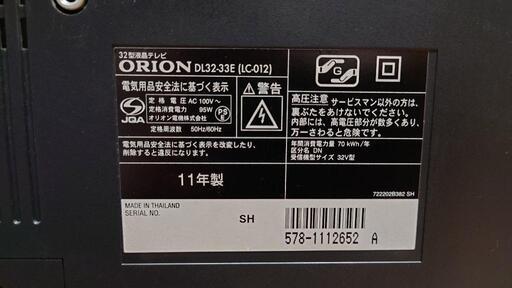 32型液晶テレビ
ORION DL32-33E (LC-012)
電気用品安全法に基づく表示
JQA
定格電圧 AC 100V~
定格消費電力 95W
オリオン電機株式会社
定格周波数 50Hz/60Hz
PSE
電気用品安全法に基づく表示を改変したり、
削除すると違反になります。
警告
G
高圧注意 サービスマン以外の方は、
裏ぶたをあけないでください。
内部には、高電圧部分が数多くあり、
万一さわると危険です。
年間消費電力量 70 kWh/年
区分名 DN
受信機型サイズ 32V型
11年製
722202B382 SH
MADE IN THAILAND
SERIAL NO.
SH
578-1112652 A